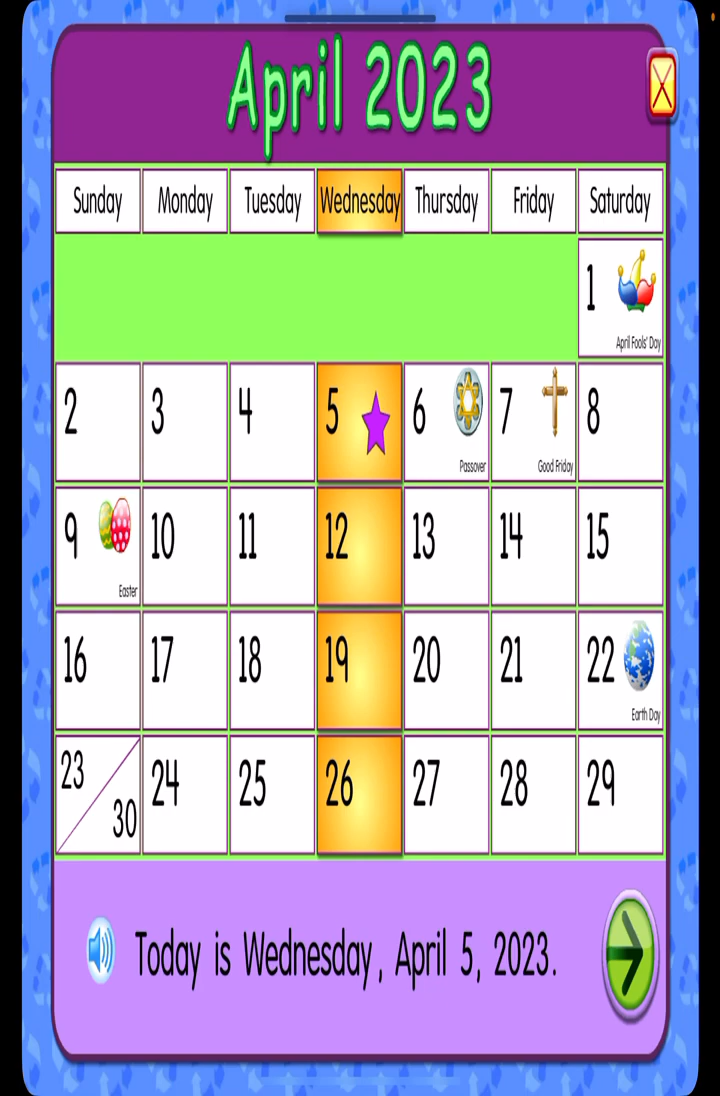 April 2023
Sunday Monday Tuesday Wednesday Thursday Friday Saturday
1
April Fools' Day
2 3 4 5 6 7 8
Passover Good Friday
9 10 11 12 13 14 15
Easter
16 17 18 19 20 21 22
Earth Day
23 24 25 26 27 28 29
30
Today is Wednesday, April 5, 2023.